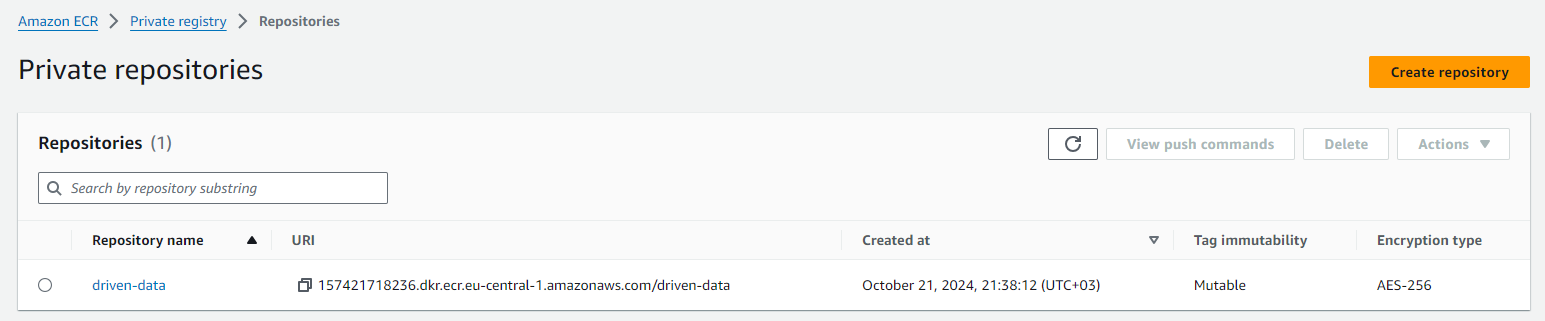 Amazon ECR > Private registry > Repositories
Private repositories
Create repository
Repositories (1)
View push commands Delete Actions
Search by repository substring
Repository name URI Created at Tag immutability Encryption type
driven-data 157421718236.dkr.ecr.eu-central-1.amazonaws.com/driven-data October 21, 2024, 21:38:12 (UTC+03) Mutable AES-256